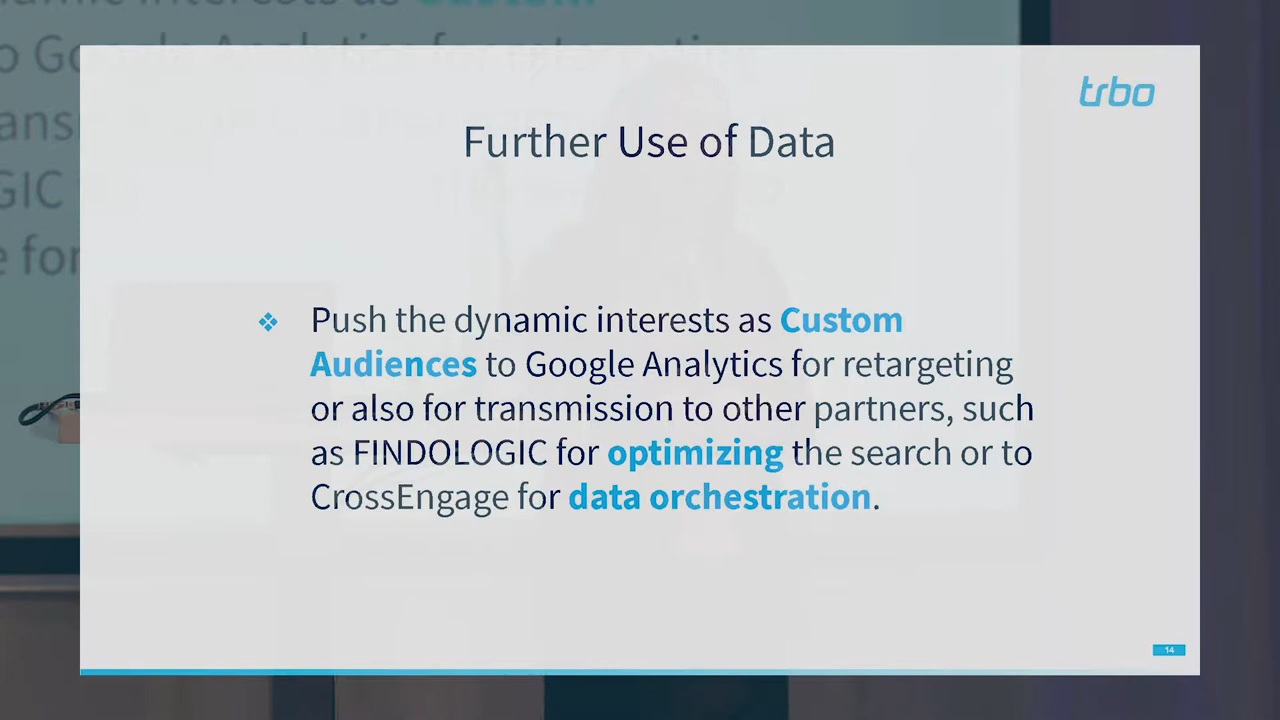 trbo
Further Use of Data
Push the dynamic interests as Custom
Audiences to Google Analytics for retargeting
or also for transmission to other partners, such
as FINDOLOGIC for optimizing the search or to
CrossEngage for data orchestration.
14